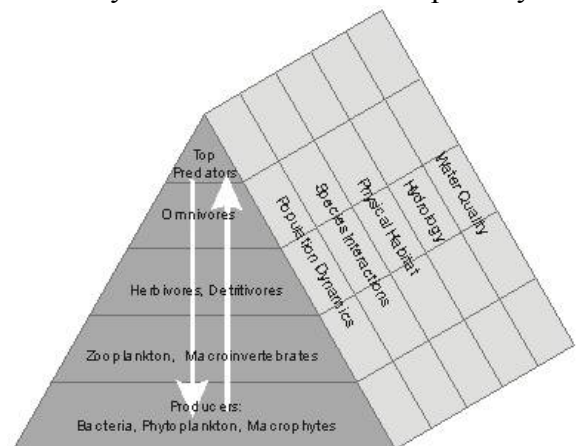 Top
Predators
Omnivores
Herbivores, Detritivores
Zooplankton, Macroinvertebrates
Producers:
Bacteria, Phytoplankton, Macrophytes
Population Dynamics
Species Interactions
Physical Habitat
Hydrology
Water Quality